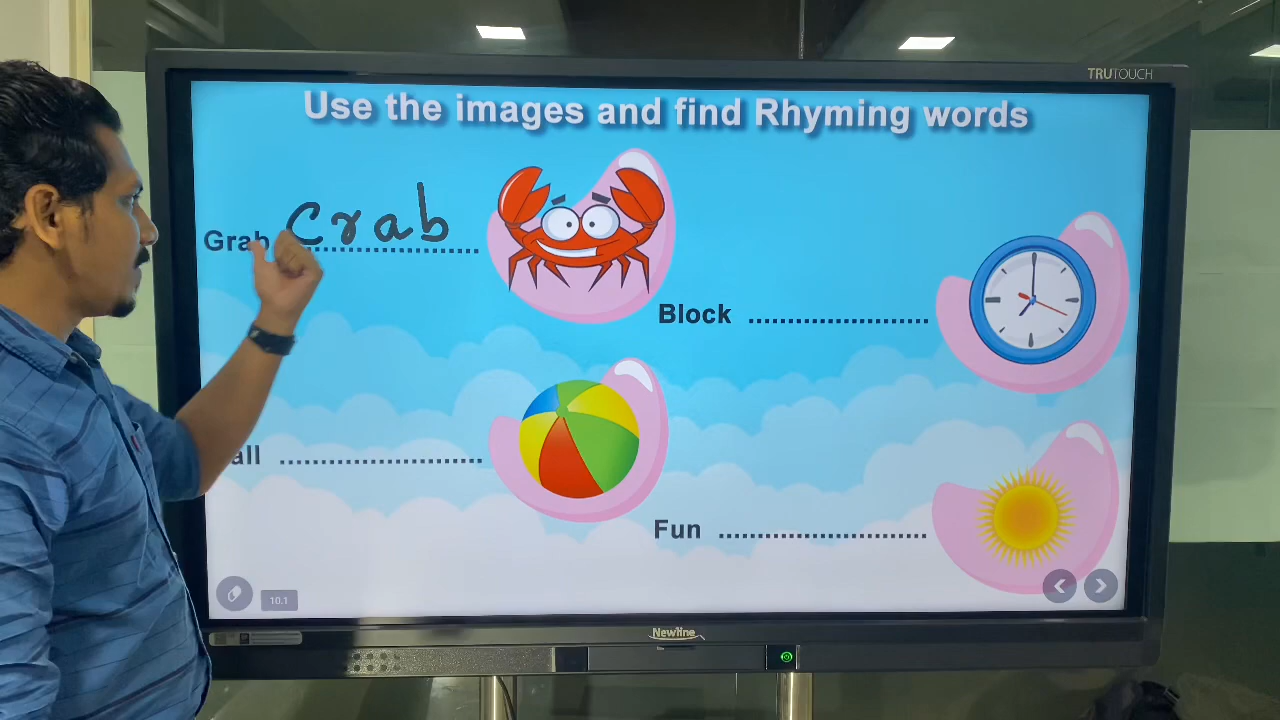 TRUTOUCH
Use the images and find Rhyming words
Grab Crab
Block ........................
all ............................
Fun ............................
10.1
Newline